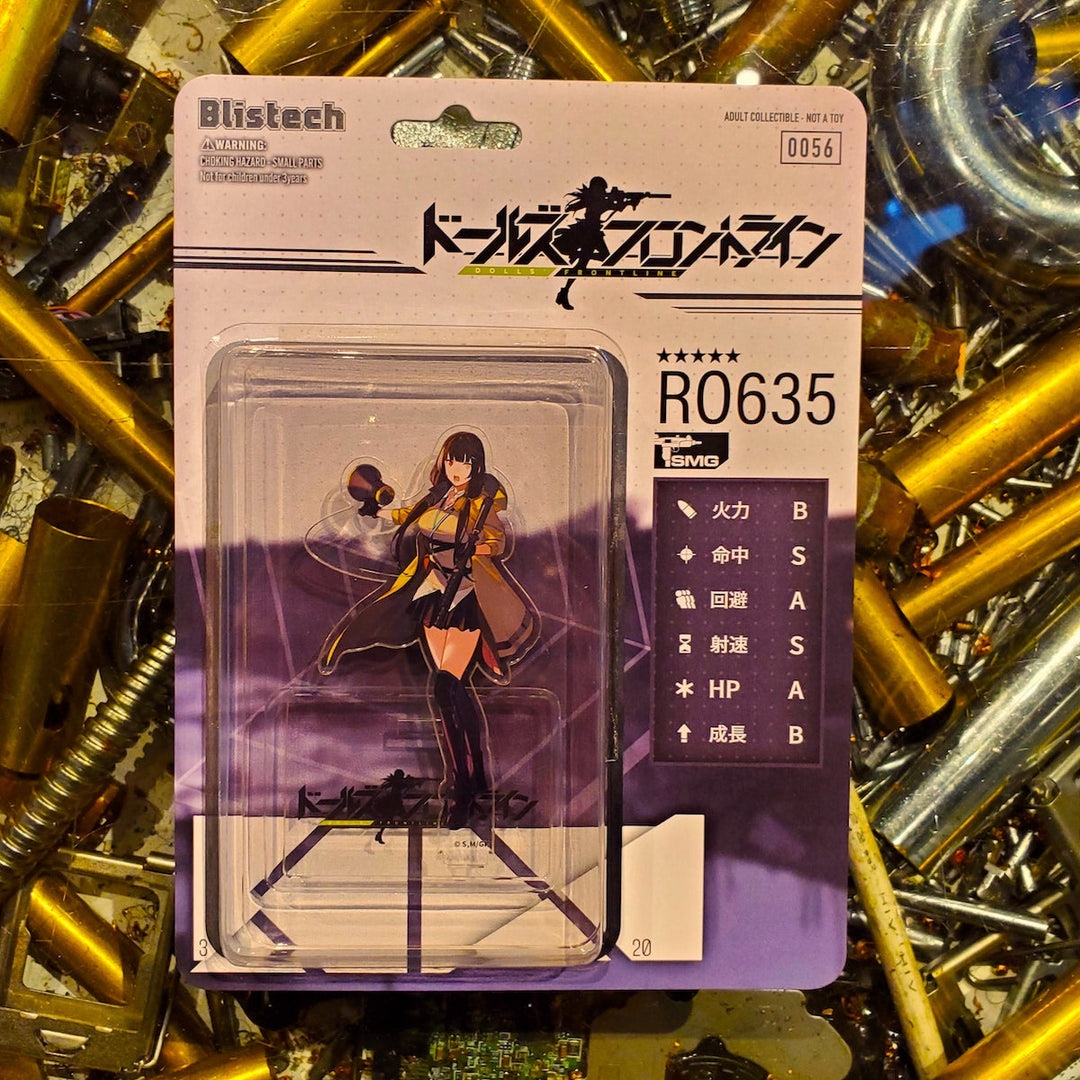 Blistech
WARNING:
CHOKING HAZARD - SMALL PARTS
Not for children under 3years
ADULT COLLECTIBLE - NOT A TOY
0056
ドールズフロントライン
DOLLS' FRONTLINE
★★★★★
RO635
SMG
火力 B
命中 S
回避 A
射速 S
HP A
成長 B
ドールズフロントライン
© S,M/GF
3
20